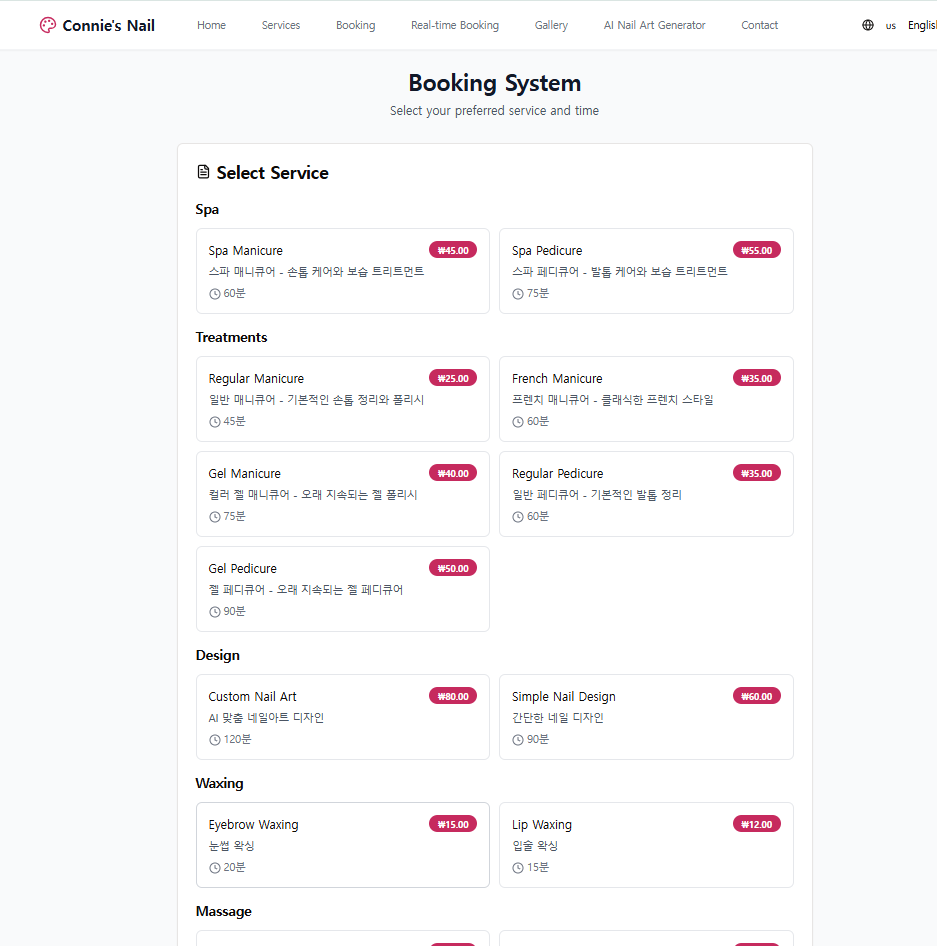 Connie's Nail Home Services Booking Real-time Booking Gallery AI Nail Art Generator Contact us English
Booking System
Select your preferred service and time
Select Service
Spa
Spa Manicure ₩45.00
스파 매니큐어 - 손톱 케어와 보습 트리트먼트
60분
Spa Pedicure ₩55.00
스파 페디큐어 - 발톱 케어와 보습 트리트먼트
75분
Treatments
Regular Manicure ₩25.00
일반 매니큐어 - 기본적인 손톱 정리와 폴리시
45분
French Manicure ₩35.00
프렌치 매니큐어 - 클래식한 프렌치 스타일
60분
Gel Manicure ₩40.00
컬러 젤 매니큐어 - 오래 지속되는 젤 폴리시
75분
Regular Pedicure ₩35.00
일반 페디큐어 - 기본적인 발톱 정리
60분
Gel Pedicure ₩50.00
젤 페디큐어 - 오래 지속되는 젤 페디큐어
90분
Design
Custom Nail Art ₩80.00
AI 맞춤 네일아트 디자인
120분
Simple Nail Design ₩60.00
간단한 네일 디자인
90분
Waxing
Eyebrow Waxing ₩15.00
눈썹 왁싱
20분
Lip Waxing ₩12.00
입술 왁싱
15분
Massage